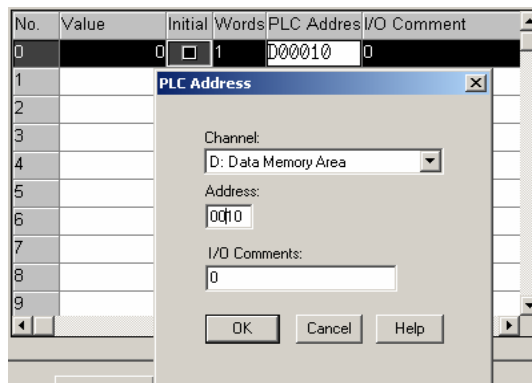 No. Value Initial Words PLC Addres I/O Comment
0 0 1 D00010 0
1
PLC Address
2
3
Channel:
4
D: Data Memory Area
5
Address:
6
0010
7
I/O Comments:
8
0
9
OK Cancel Help